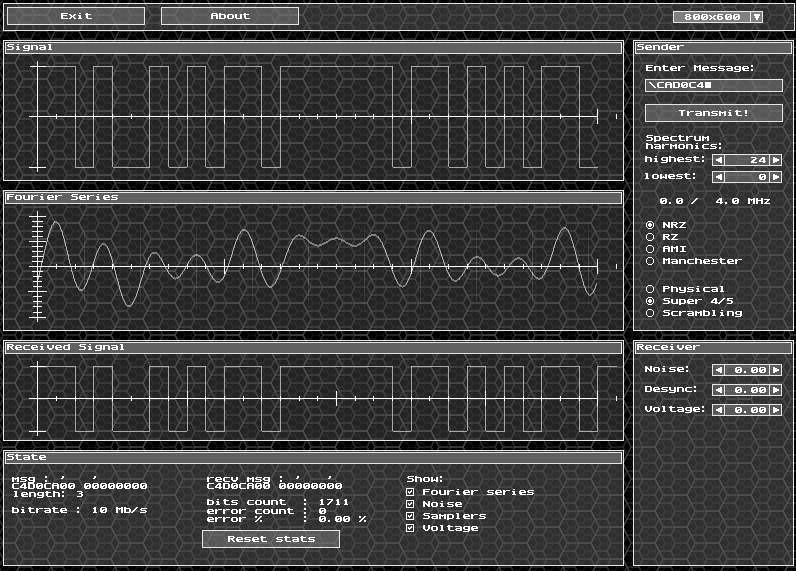 Exit About 800x600
Signal
Fourier Series
Received Signal
State
msg : ' , '
C4D0CA00 00000000
length: 3
bitrate : 10 Mb/s
recv msg : ' , '
C4D0CA00 00000000
bits count : 1711
error count : 0
error % : 0.00 %
Reset stats
Show:
Fourier series
Noise
Samplers
Voltage
Sender
Enter Message:
\CAD0C4
Transmit!
Spectrum
harmonics:
highest: 24
lowest: 0
0.0 / 4.0 MHz
NRZ
RZ
AMI
Manchester
Physical
Super 4/5
Scrambling
Receiver
Noise: 0.00
Desync: 0.00
Voltage: 0.00